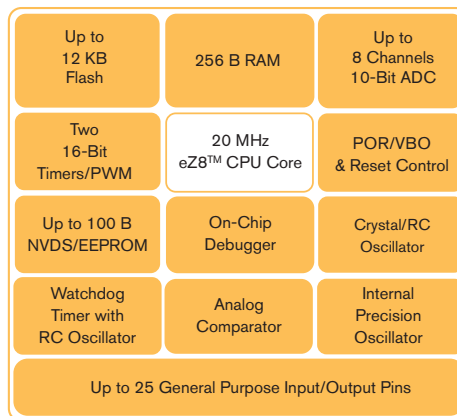 Up to
12 KB
Flash
256 B RAM
Up to
8 Channels
10-Bit ADC
Two
16-Bit
Timers/PWM
20 MHz
eZ8™ CPU Core
POR/VBO
& Reset Control
Up to 100 B
NVDS/EEPROM
On-Chip
Debugger
Crystal/RC
Oscillator
Watchdog
Timer with
RC Oscillator
Analog
Comparator
Internal
Precision
Oscillator
Up to 25 General Purpose Input/Output Pins